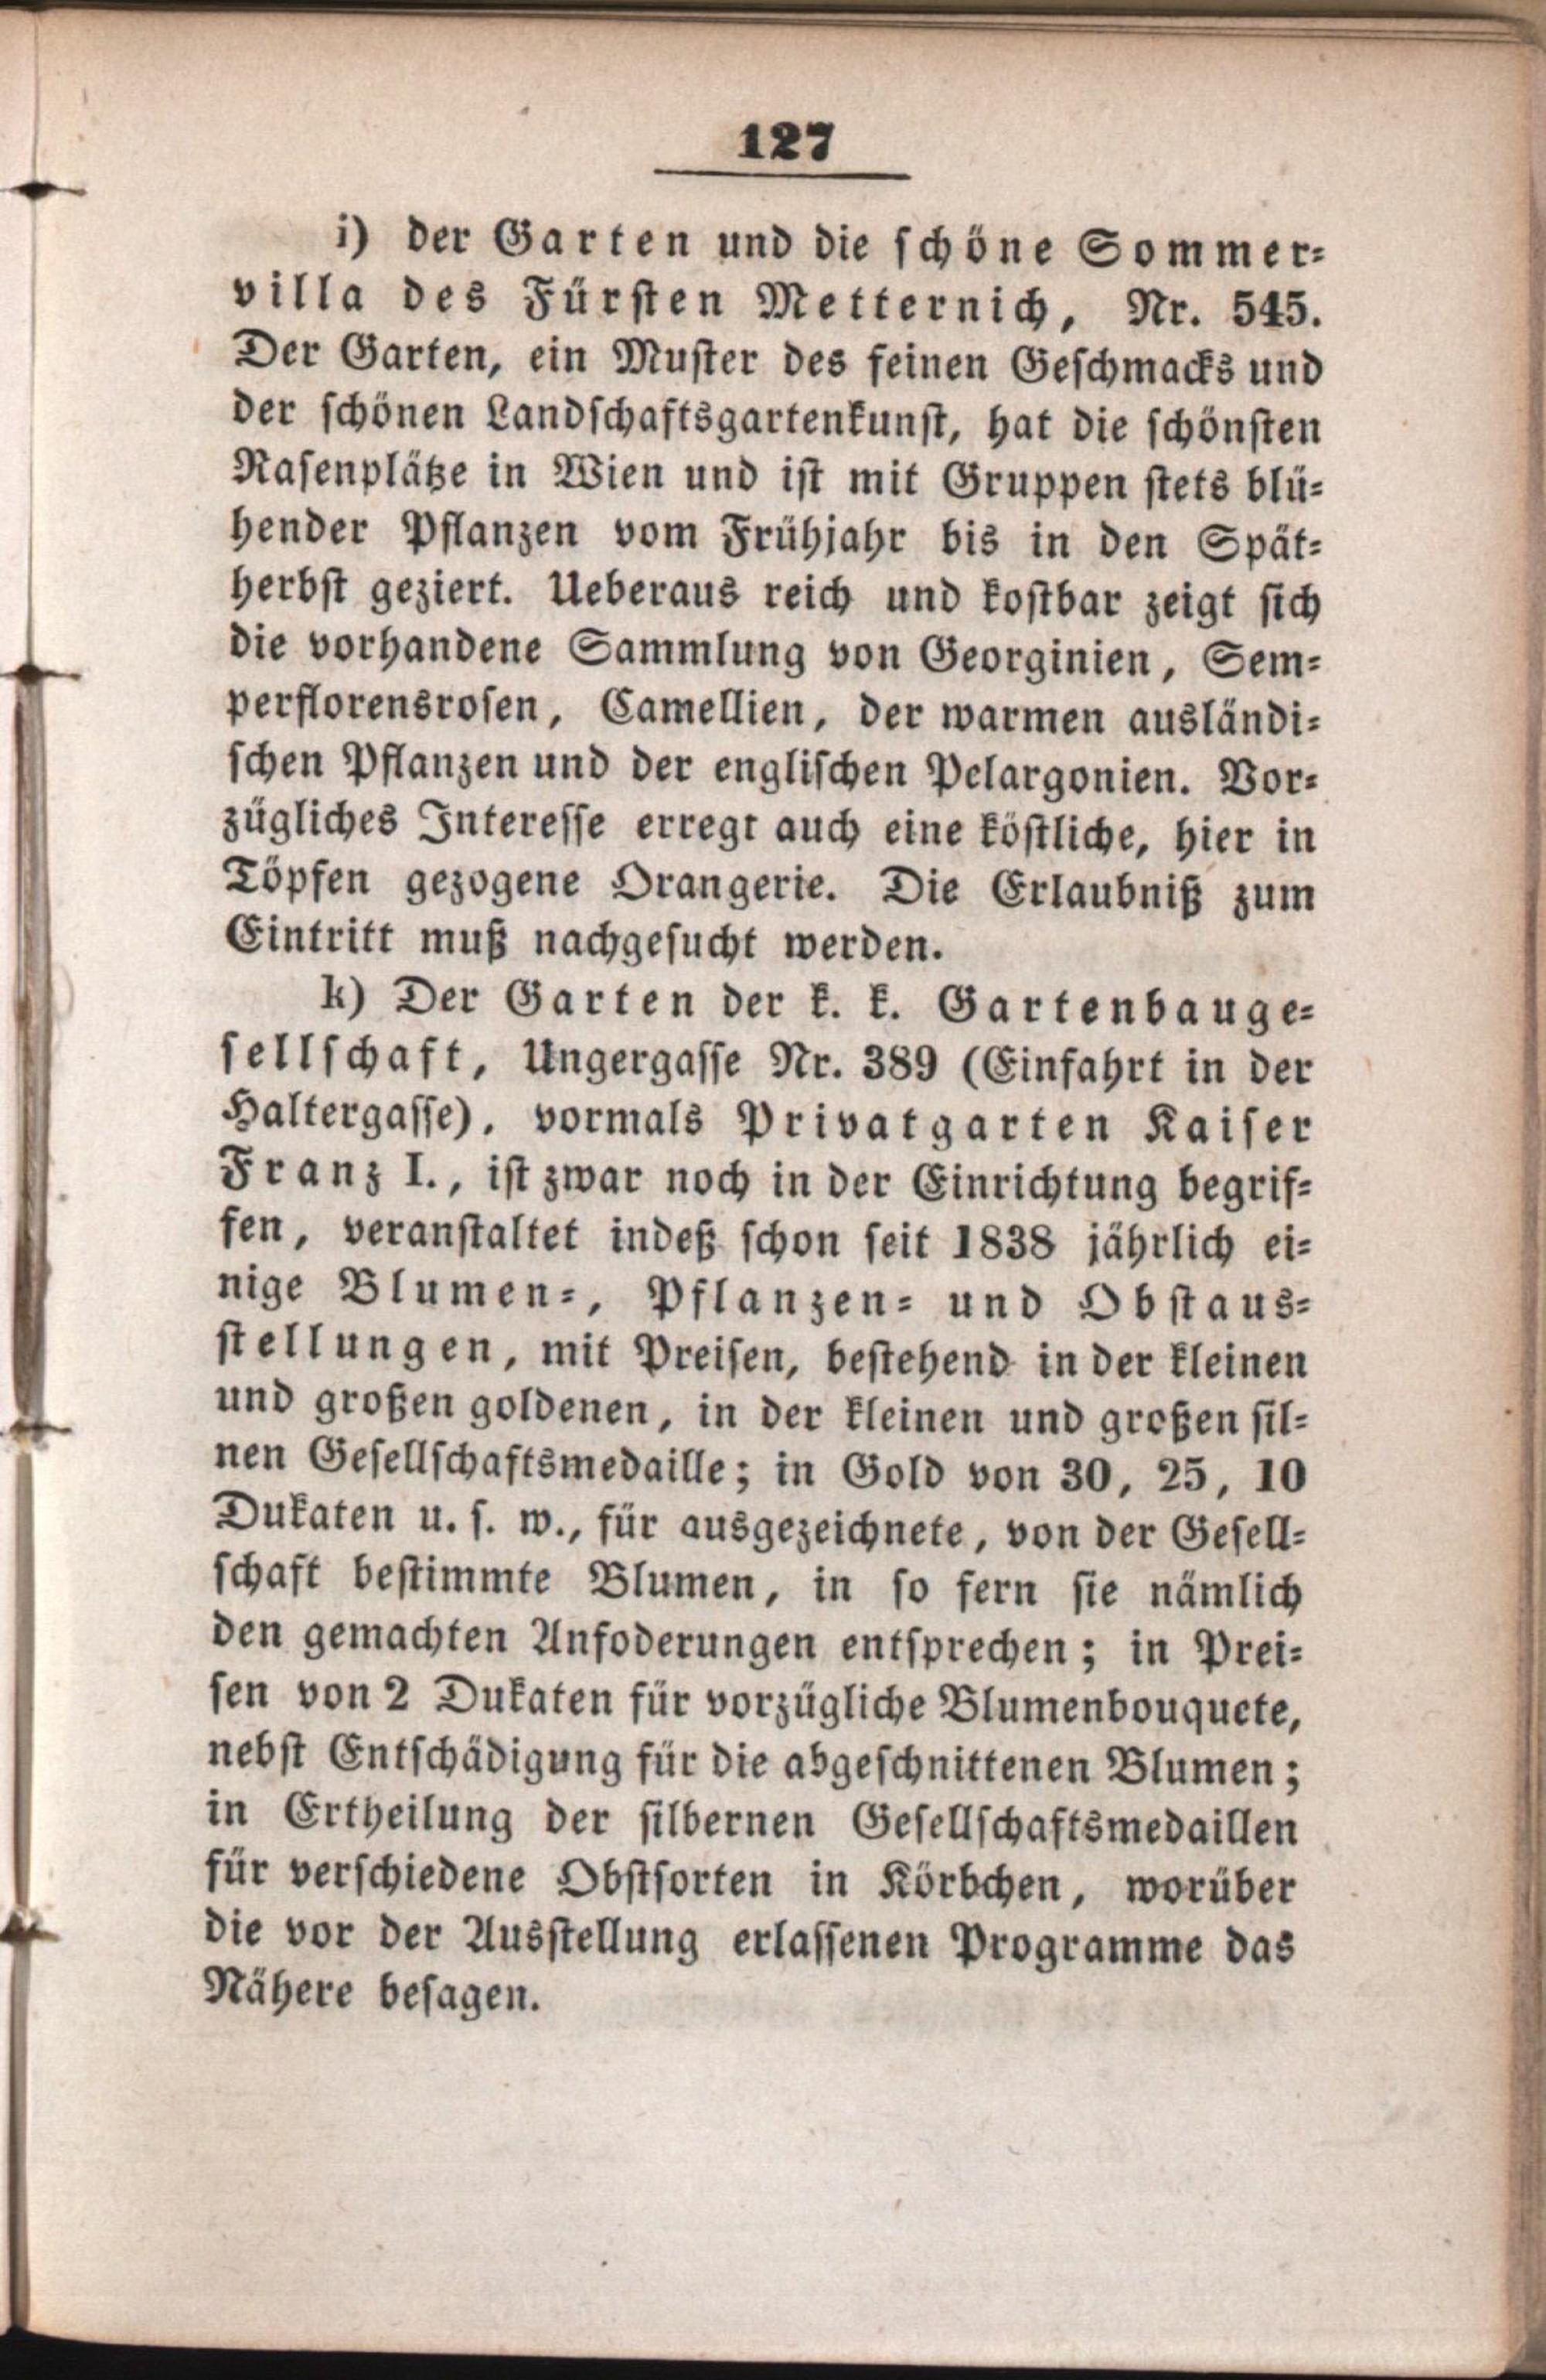 127
i) der Garten und die schöne Sommer-
villa des Fürsten Metternich, Nr. 545.
Der Garten, ein Muster des feinen Geschmacks und
der schönen Landschaftsgartenkunst, hat die schönsten
Rasenplätze in Wien und ist mit Gruppen stets blü-
hender Pflanzen vom Frühjahr bis in den Spät-
herbst geziert. Ueberaus reich und kostbar zeigt sich
die vorhandene Sammlung von Georginien, Sem-
perflorensrosen, Camellien, der warmen ausländi-
schen Pflanzen und der englischen Pelargonien. Vor-
zügliches Interesse erregt auch eine köstliche, hier in
Töpfen gezogene Orangerie. Die Erlaubniß zum
Eintritt muß nachgesucht werden.
k) Der Garten der k. k. Gartenbauge-
sellschaft, Ungergasse Nr. 389 (Einfahrt in der
Haltergasse), vormals Privatgarten Kaiser
Franz I., ist zwar noch in der Einrichtung begrif-
fen, veranstaltet indeß schon seit 1838 jährlich ei-
nige Blumen-, Pflanzen- und Obstaus-
stellungen, mit Preisen, bestehend in der kleinen
und großen goldenen, in der kleinen und großen sil-
nen Gesellschaftsmedaille; in Gold von 30, 25, 10
Dukaten u. s. w., für ausgezeichnete, von der Gesell-
schaft bestimmte Blumen, in so fern sie nämlich
den gemachten Anfoderungen entsprechen; in Prei-
sen von 2 Dukaten für vorzügliche Blumenbouquete,
nebst Entschädigung für die abgeschnittenen Blumen;
in Ertheilung der silbernen Gesellschaftsmedaillen
für verschiedene Obstsorten in Körbchen, worüber
die vor der Ausstellung erlassenen Programme das
Nähere besagen.